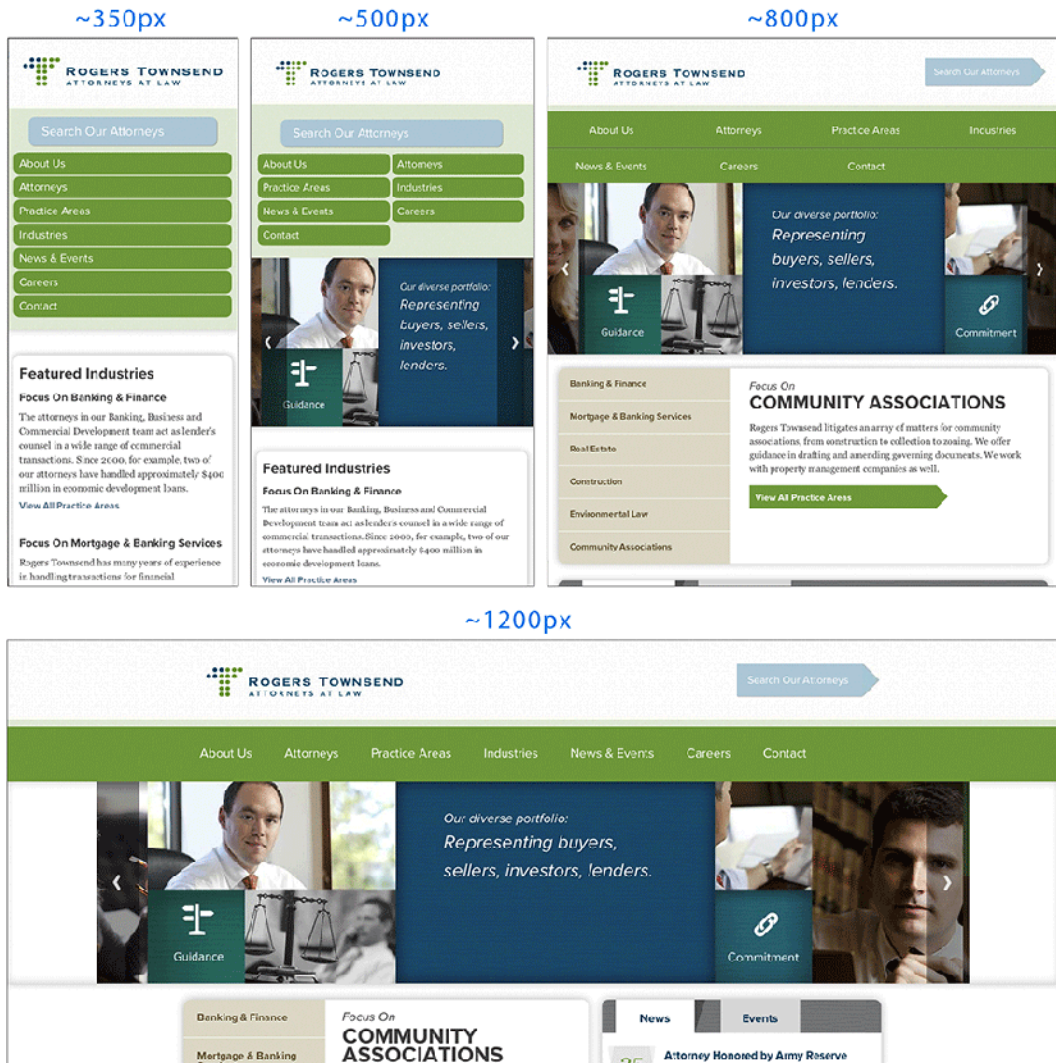 ~350px
ROGERS TOWNSEND
ATTORNEYS AT LAW
Search Our Attorneys
About Us
Attorneys
Practice Areas
Industries
News & Events
Careers
Contact
Featured Industries
Focus On Banking & Finance
The attorneys in our Banking, Business and
Commercial Development team act as lender's
counsel in a wide range of commercial
transactions. Since 2000, for example, two of
our attorneys have handled approximately $400
million in economic development loans.
View All Practice Areas
Focus On Mortgage & Banking Services
Rogers Townsend has many years of experience
in handling transactions for financial
~500px
ROGERS TOWNSEND
ATTORNEYS AT LAW
Search Our Attorneys
About Us Attorneys
Practice Areas Industries
News & Events Careers
Contact
Our diverse portfolio:
Representing
buyers, sellers,
investors,
lenders.
Guidance
Featured Industries
Focus On Banking & Finance
The attorneys in our Banking, Business and Commercial
Development team act as lender's counsel in a wide range of
commercial transactions. Since 2000, for example, two of our
attorneys have handled approximately $400 million in
economic development loans.
View All Practice Areas
~800px
ROGERS TOWNSEND
ATTORNEYS AT LAW
Search Our Attorneys
About Us Attorneys Practice Areas Industries
News & Events Careers Contact
Our diverse portfolio:
Representing
buyers, sellers,
investors, lenders.
Guidance
Commitment
Banking & Finance
Mortgage & Banking Services
Real Estate
Construction
Environmental Law
Community Associations
Focus On
COMMUNITY ASSOCIATIONS
Rogers Townsend litigates an array of matters for community
associations, from construction to collection to zoning. We offer
guidance in drafting and amending governing documents. We work
with property management companies as well.
View All Practice Areas
~1200px
ROGERS TOWNSEND
ATTORNEYS AT LAW
Search Our Attorneys
About Us Attorneys Practice Areas Industries News & Events Careers Contact
Our diverse portfolio:
Representing buyers,
sellers, investors, lenders.
Guidance
Commitment
Banking & Finance
Mortgage & Banking
Focus On
COMMUNITY
ASSOCIATIONS
News Events
Attorney Honored by Army Reserve